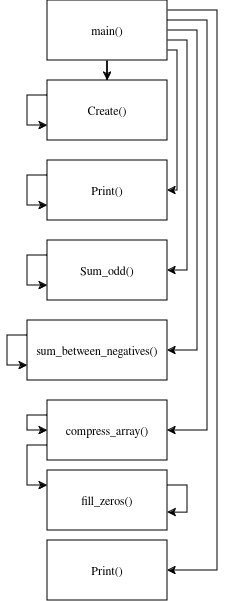 main()
Create()
Print()
Sum_odd()
sum_between_negatives()
compress_array()
fill_zeros()
Print()